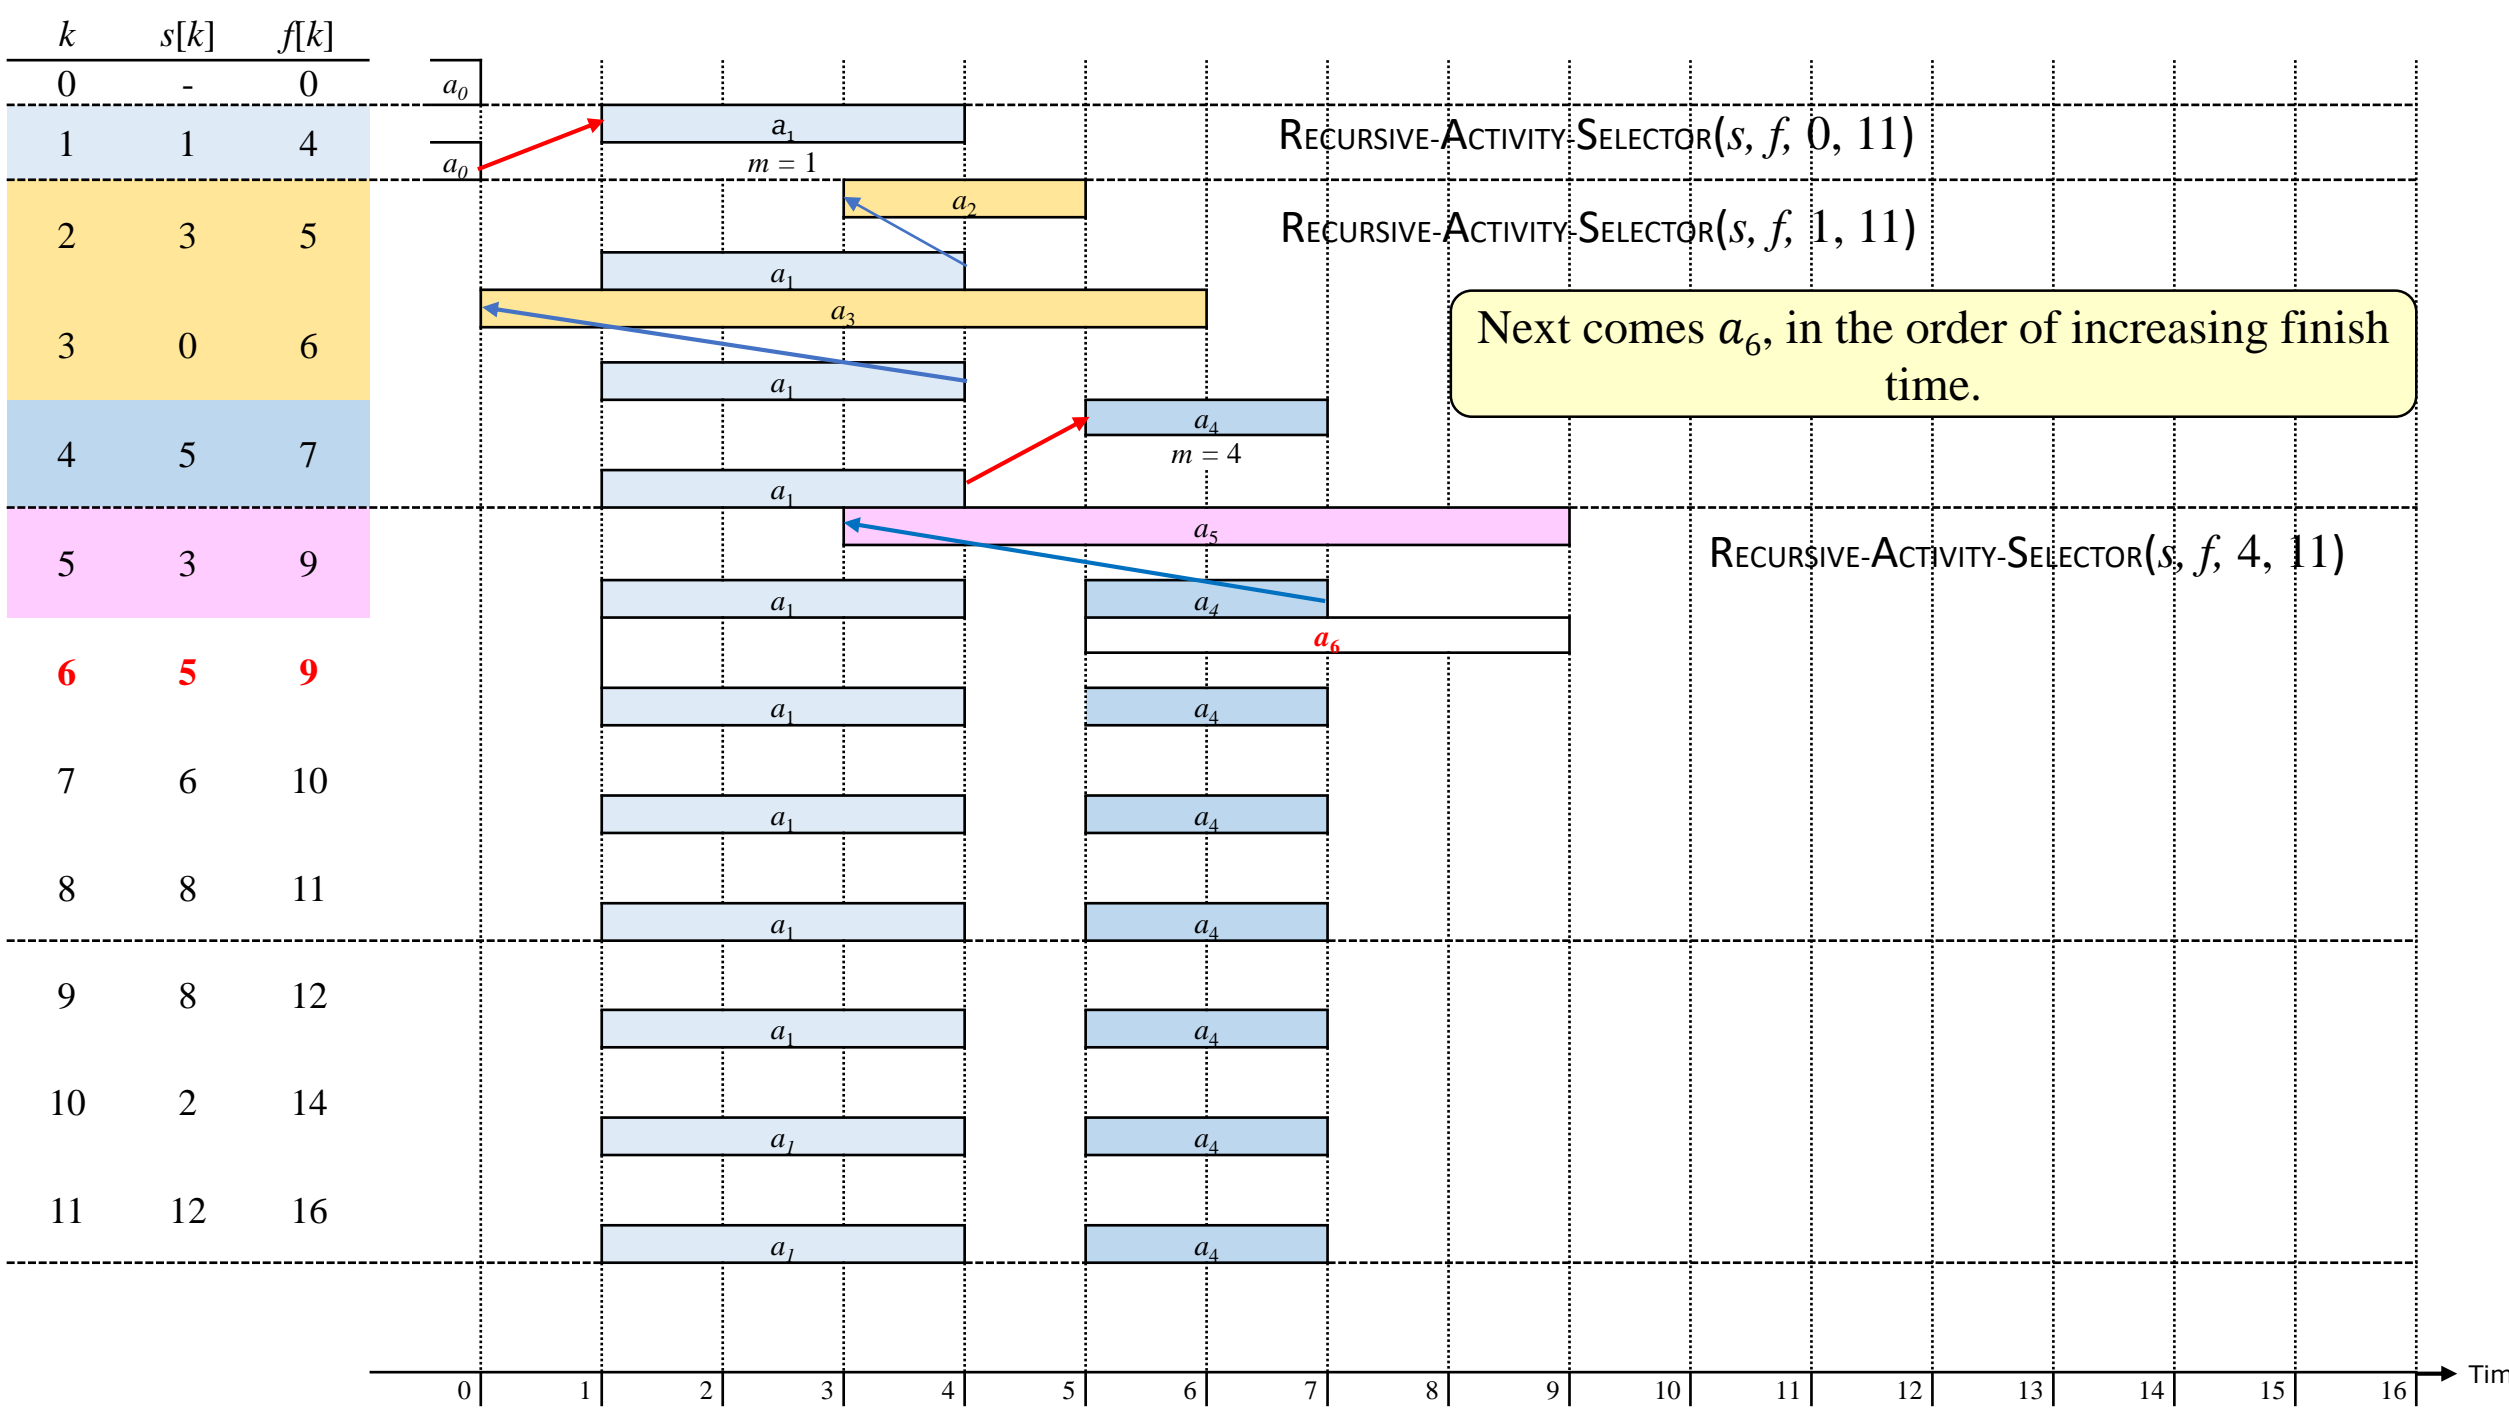 k s[k] f[k]
0 - 0 a0
a1
1 1 4 RECURSIVE-ACTIVITY-SELECTOR(s, f, 0, 11)
a0 m = 1
a2
2 3 5 RECURSIVE-ACTIVITY-SELECTOR(s, f, 1, 11)
a1
a3
Next comes a6, in the order of increasing finish
time.
3 0 6
a1
a4
4 5 7 m = 4
a1
a5
5 3 9 RECURSIVE-ACTIVITY-SELECTOR(s, f, 4, 11)
a1 a4
a6
6 5 9
a1 a4
7 6 10
a1 a4
8 8 11
a1 a4
9 8 12
a1 a4
10 2 14
a1 a4
11 12 16
a1 a4
0 1 2 3 4 5 6 7 8 9 10 11 12 13 14 15 16 Tim